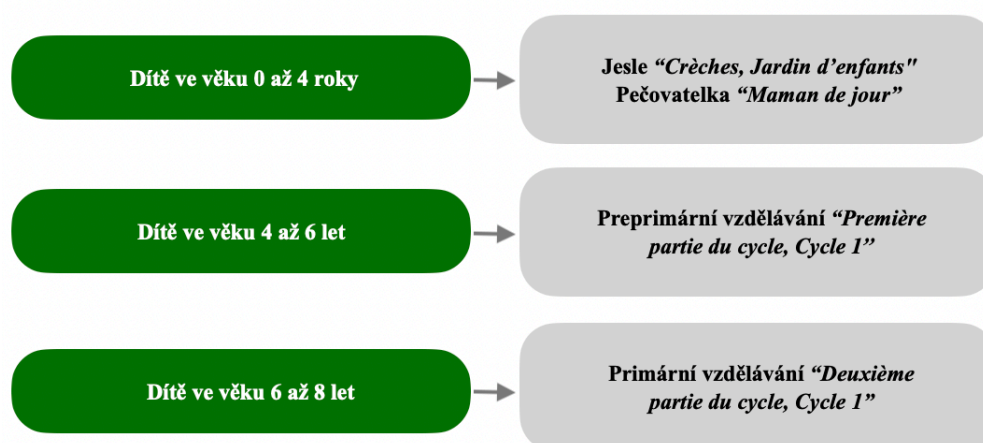 Dítě ve věku 0 až 4 roky
Jesle “Crèches, Jardin d’enfants"
Pečovatelka “Maman de jour”
Dítě ve věku 4 až 6 let
Preprimární vzdělávání “Première
partie du cycle, Cycle 1”
Dítě ve věku 6 až 8 let
Primární vzdělávání “Deuxième
partie du cycle, Cycle 1”